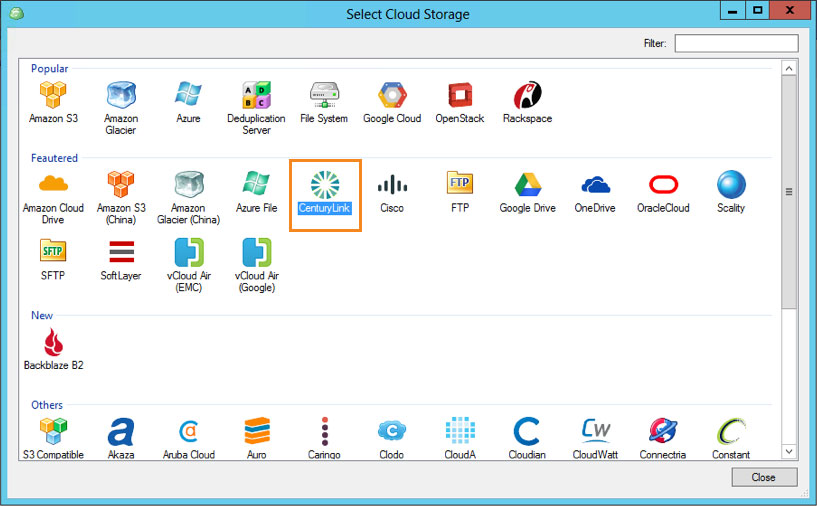 Select Cloud Storage
Filter:
Popular
Amazon S3 Amazon Azure Deduplication File System Google Cloud OpenStack Rackspace
Glacier Server
Feautered
Amazon Cloud Amazon S3 Amazon Azure File CenturyLink Cisco FTP Google Drive OneDrive OracleCloud Scality
Drive (China) Glacier (China)
SFTP SoftLayer vCloud Air vCloud Air
(EMC) (Google)
New
Backblaze B2
Others
S3 Compatible Akaza Aruba Cloud Auro Caringo Clodo CloudA Cloudian CloudWatt Connectria Constant
Close